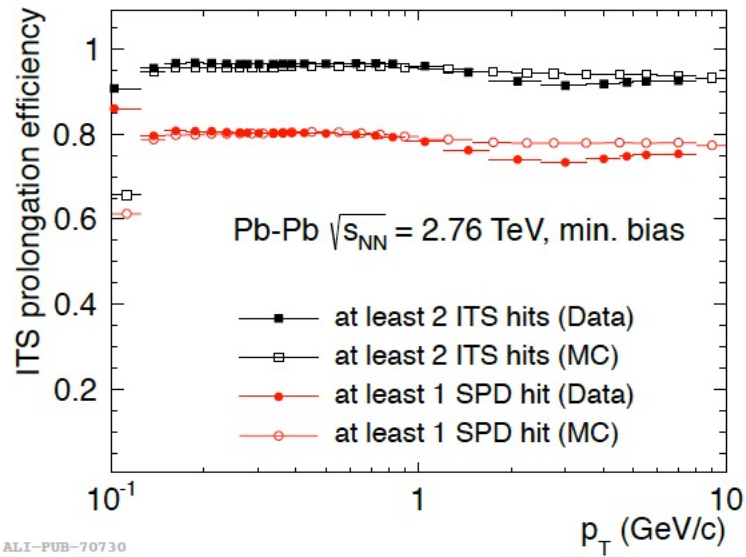 ITS prolongation efficiency
1
0.8
0.6
0.4
0.2
Pb-Pb √s_NN = 2.76 TeV, min. bias
at least 2 ITS hits (Data)
at least 2 ITS hits (MC)
at least 1 SPD hit (Data)
at least 1 SPD hit (MC)
10⁻¹ 1 10
p_T (GeV/c)
ALI-PUB-70730